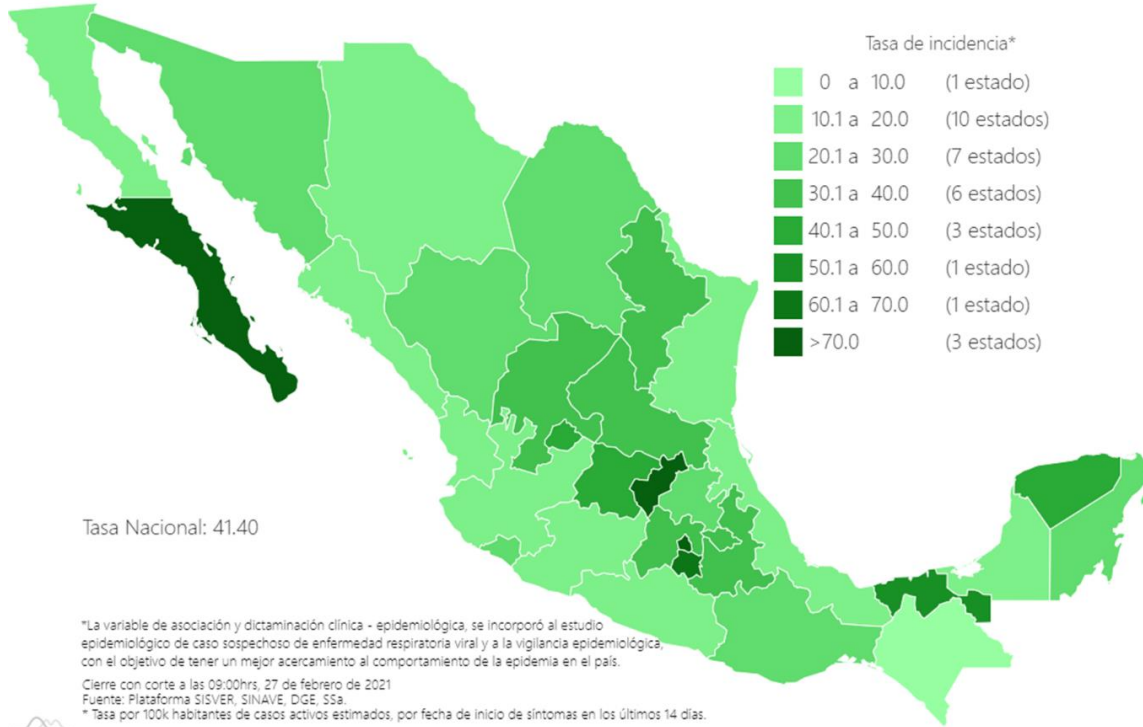 Tasa de incidencia*
0 a 10.0 (1 estado)
10.1 a 20.0 (10 estados)
20.1 a 30.0 (7 estados)
30.1 a 40.0 (6 estados)
40.1 a 50.0 (3 estados)
50.1 a 60.0 (1 estado)
60.1 a 70.0 (1 estado)
>70.0 (3 estados)
Tasa Nacional: 41.40
*La variable de asociación y dictaminación clínica - epidemiológica, se incorporó al estudio
epidemiológico de caso sospechoso de enfermedad respiratoria viral y a la vigilancia epidemiológica,
con el objetivo de tener un mejor acercamiento al comportamiento de la epidemia en el país.
Cierre con corte a las 09:00hrs, 27 de febrero de 2021
Fuente: Plataforma SISVER, SINAVE, DGE, SSa.
* Tasa por 100k habitantes de casos activos estimados, por fecha de inicio de síntomas en los últimos 14 días.